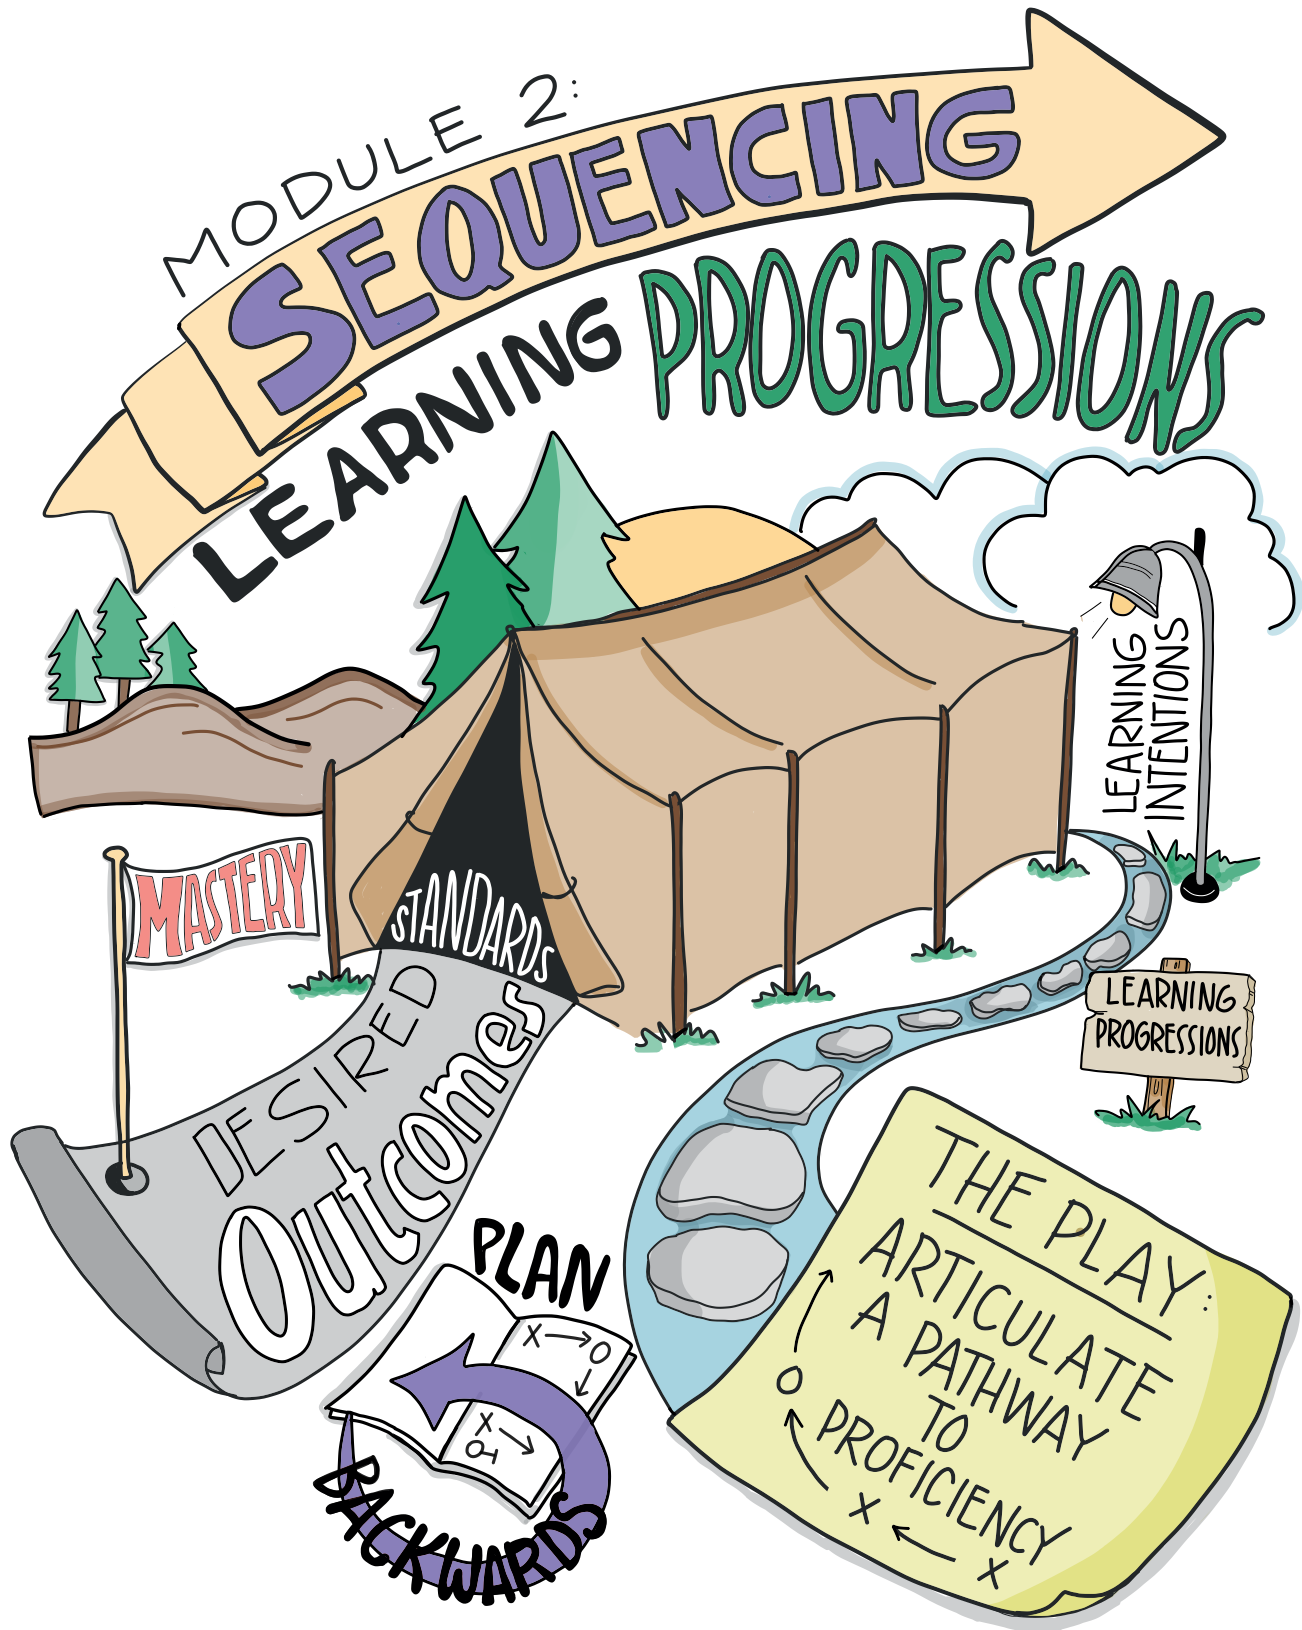 MODULE 2:
SEQUENCING
LEARNING
PROGRESSIONS
LEARNING
INTENTIONS
MASTERY
STANDARDS
DESIRED
Outcomes
LEARNING
PROGRESSIONS
PLAN
BACKWARDS
X
O
X
O
THE PLAY:
ARTICULATE
A PATHWAY
TO
PROFICIENCY
O
X
X